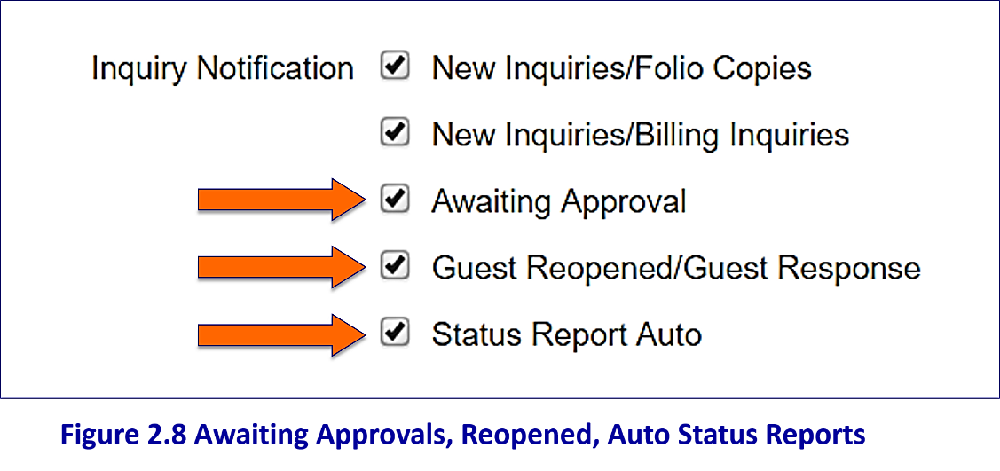 Inquiry Notification New Inquiries/Folio Copies
New Inquiries/Billing Inquiries
Awaiting Approval
Guest Reopened/Guest Response
Status Report Auto
Figure 2.8 Awaiting Approvals, Reopened, Auto Status Reports